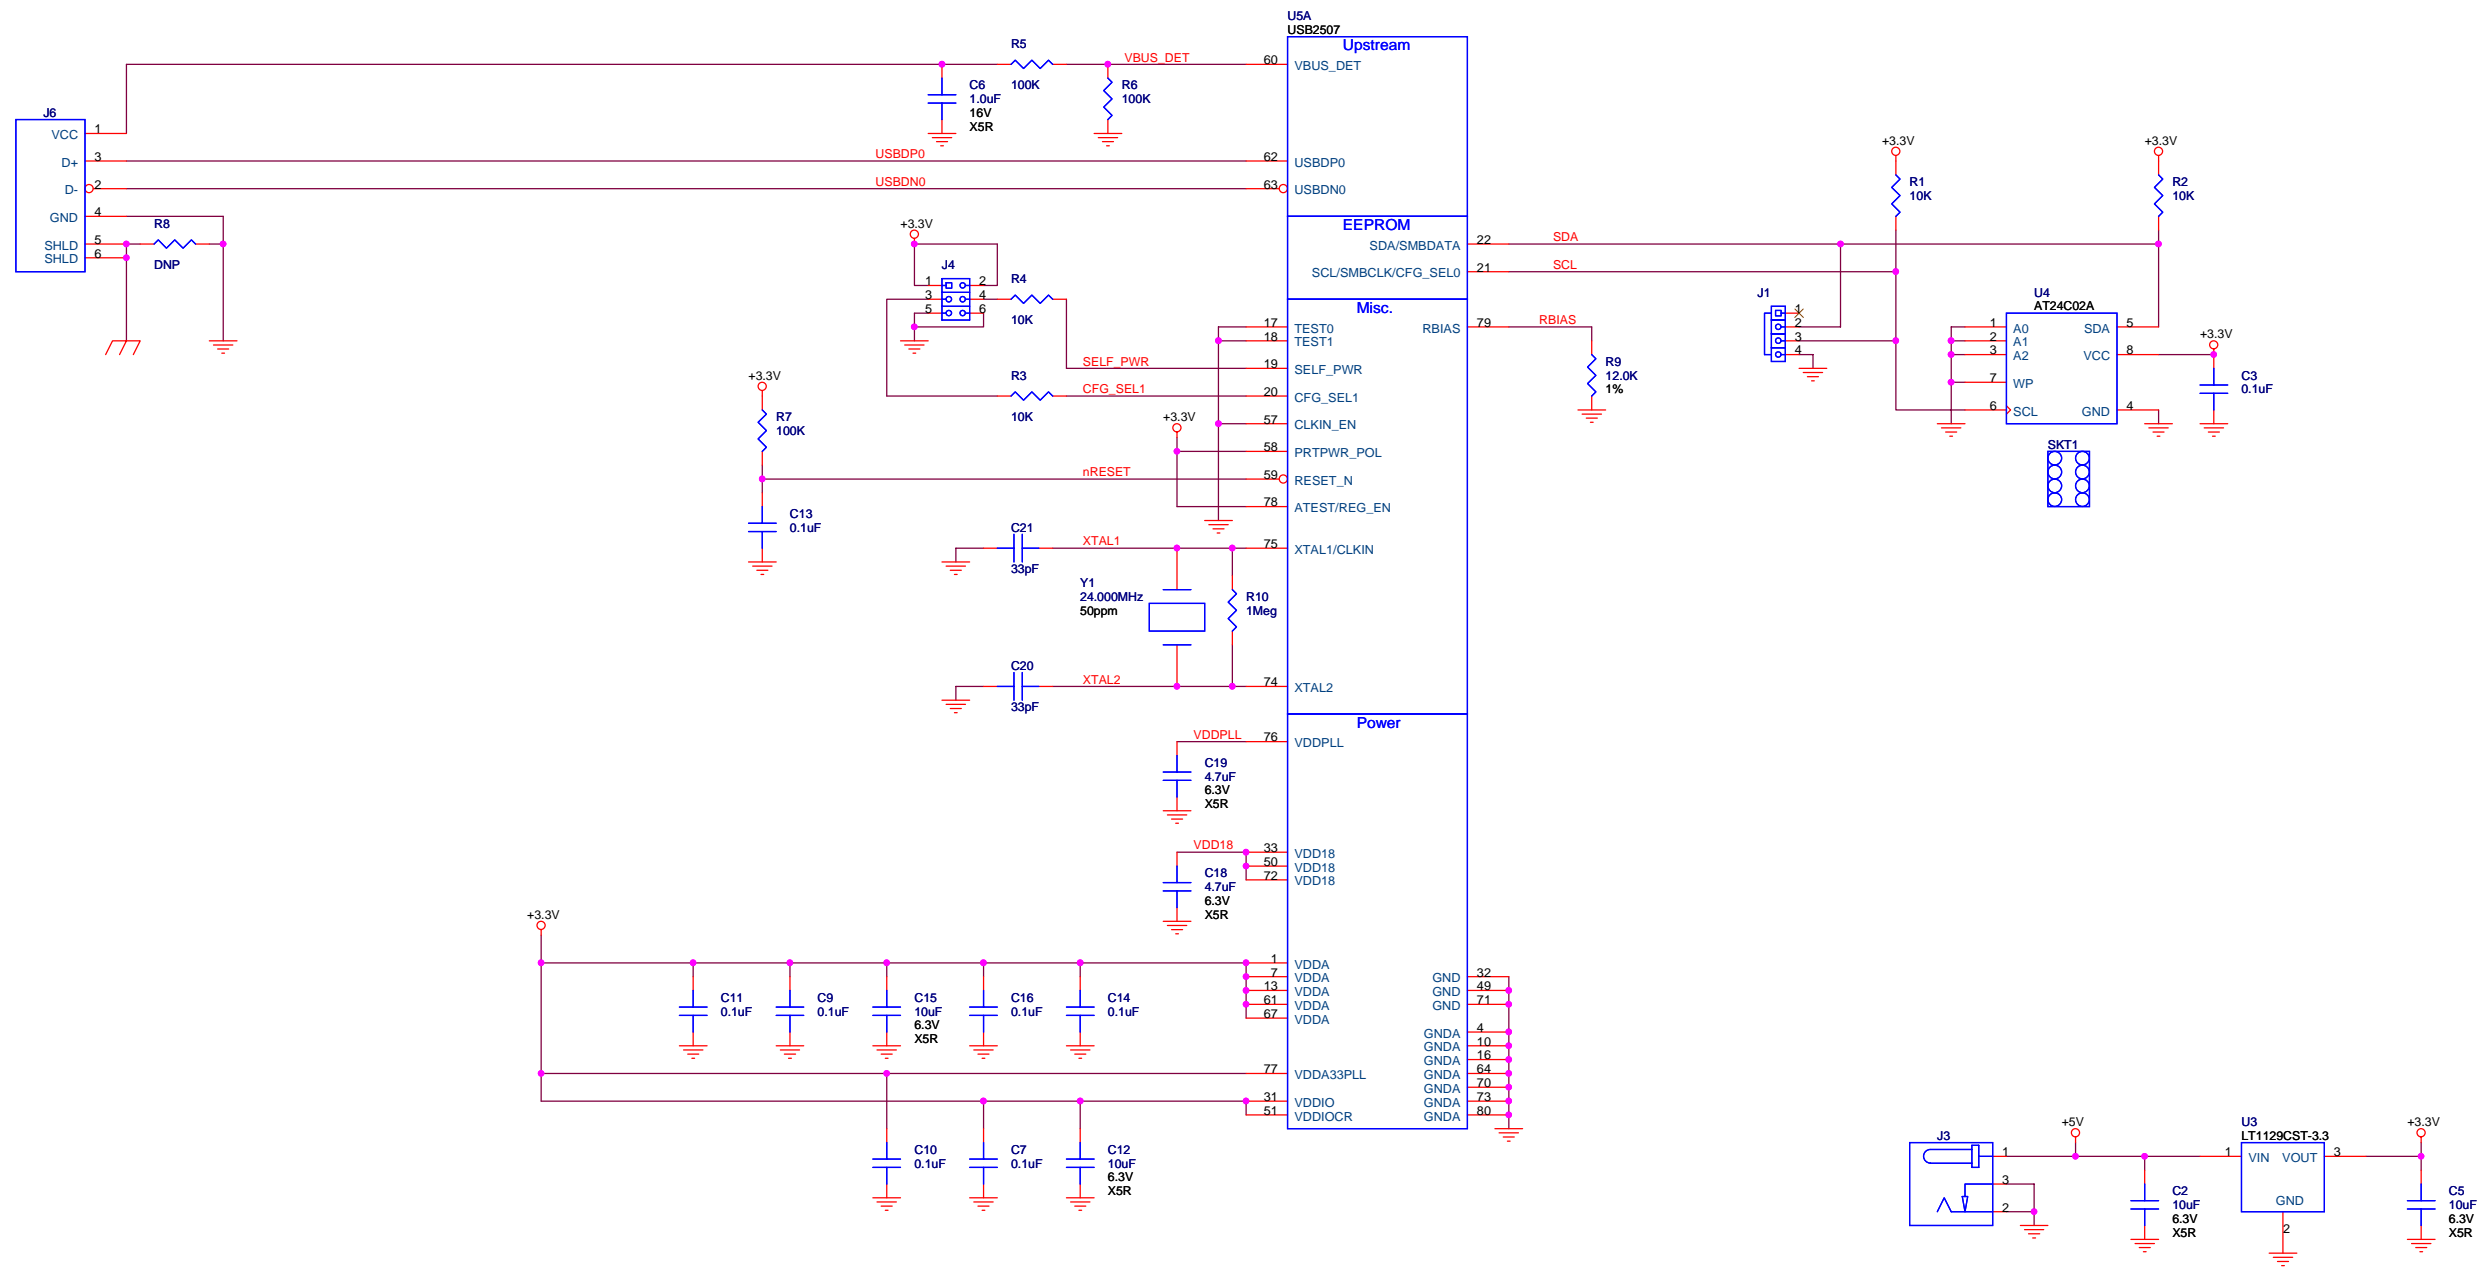 U5A
USB2507
Upstream
R5
100K
VBUS_DET
60
VBUS_DET
C6
1.0uF
16V
X5R
R6
100K
J6
VCC
1
D+
3
D-
2
GND
4
SHLD
5
SHLD
6
R8
DNP
USBDP0
62
USBDP0
USBDN0
63
USBDN0
EEPROM
SDA/SMBDATA
22
SDA
SCL/SMBCLK/CFG_SEL0
21
SCL
+3.3V
R1
10K
+3.3V
R2
10K
+3.3V
J4
1
2
3
4
5
6
R4
10K
R3
10K
Misc.
17
TEST0
18
TEST1
SELF_PWR
19
SELF_PWR
CFG_SEL1
20
CFG_SEL1
57
CLKIN_EN
+3.3V
58
PRTPWR_POL
nRESET
59
RESET_N
78
ATEST/REG_EN
RBIAS
79
RBIAS
R9
12.0K
1%
J1
1
2
3
4
U4
AT24C02A
1
A0
2
A1
3
A2
7
WP
6
SCL
SDA
5
VCC
8
GND
4
+3.3V
C3
0.1uF
SKT1
+3.3V
R7
100K
C13
0.1uF
C21
33pF
XTAL1
75
XTAL1/CLKIN
Y1
24.000MHz
50ppm
R10
1Meg
C20
33pF
XTAL2
74
XTAL2
Power
VDDPLL
76
VDDPLL
C19
4.7uF
6.3V
X5R
VDD18
33
VDD18
50
VDD18
72
VDD18
C18
4.7uF
6.3V
X5R
+3.3V
1
VDDA
7
VDDA
13
VDDA
61
VDDA
67
VDDA
C11
0.1uF
C9
0.1uF
C15
10uF
6.3V
X5R
C16
0.1uF
C14
0.1uF
77
VDDA33PLL
31
VDDIO
51
VDDIOCR
C10
0.1uF
C7
0.1uF
C12
10uF
6.3V
X5R
GND
32
GND
49
GND
71
GNDA
4
GNDA
10
GNDA
16
GNDA
64
GNDA
70
GNDA
73
GNDA
80
J3
1
3
2
+5V
C2
10uF
6.3V
X5R
U3
LT1129CST-3.3
1
VIN
VOUT
3
GND
2
+3.3V
C5
10uF
6.3V
X5R